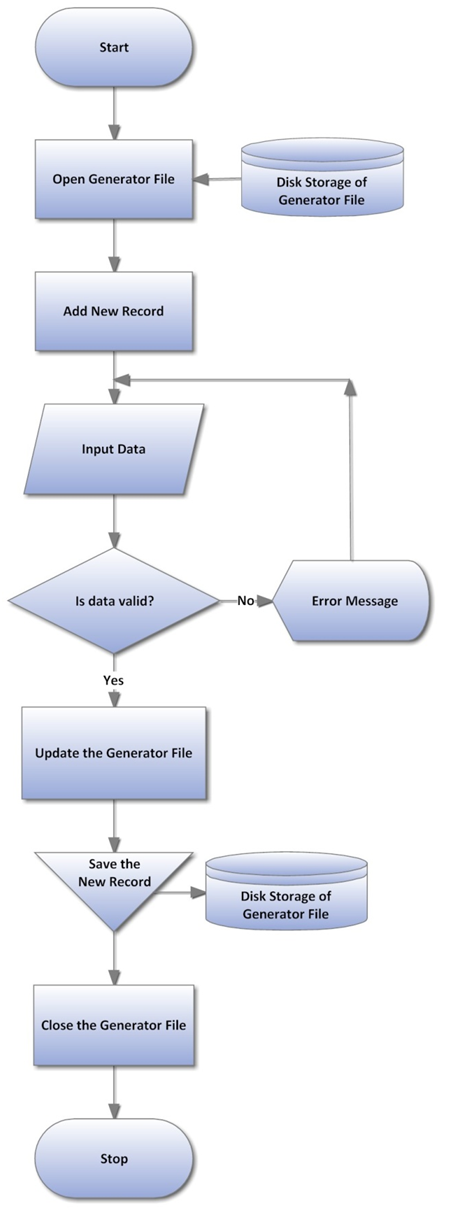 Start
Open Generator File
Disk Storage of
Generator File
Add New Record
Input Data
Is data valid?
No
Error Message
Yes
Update the Generator File
Save the
New Record
Disk Storage of
Generator File
Close the Generator File
Stop